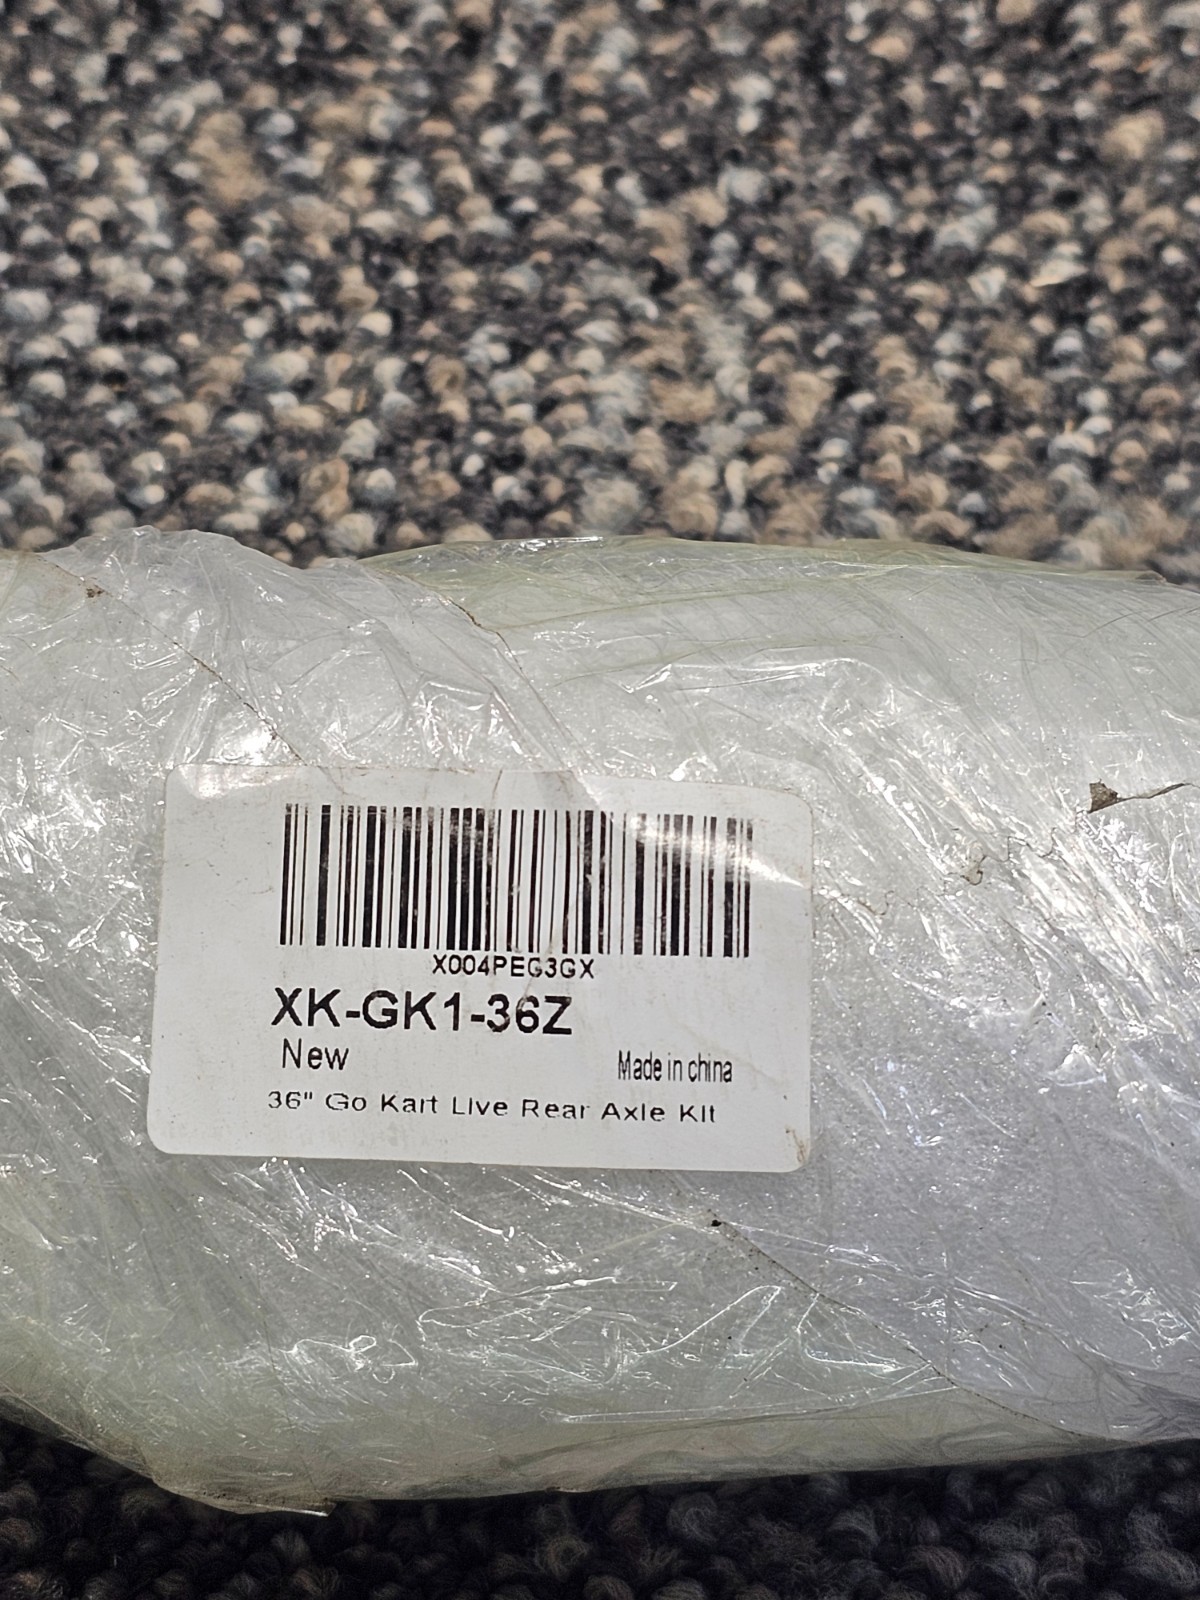 X004PEG3GX
XK-GK1-36Z
New
Made in china
36" Go Kart Live Rear Axle Kit